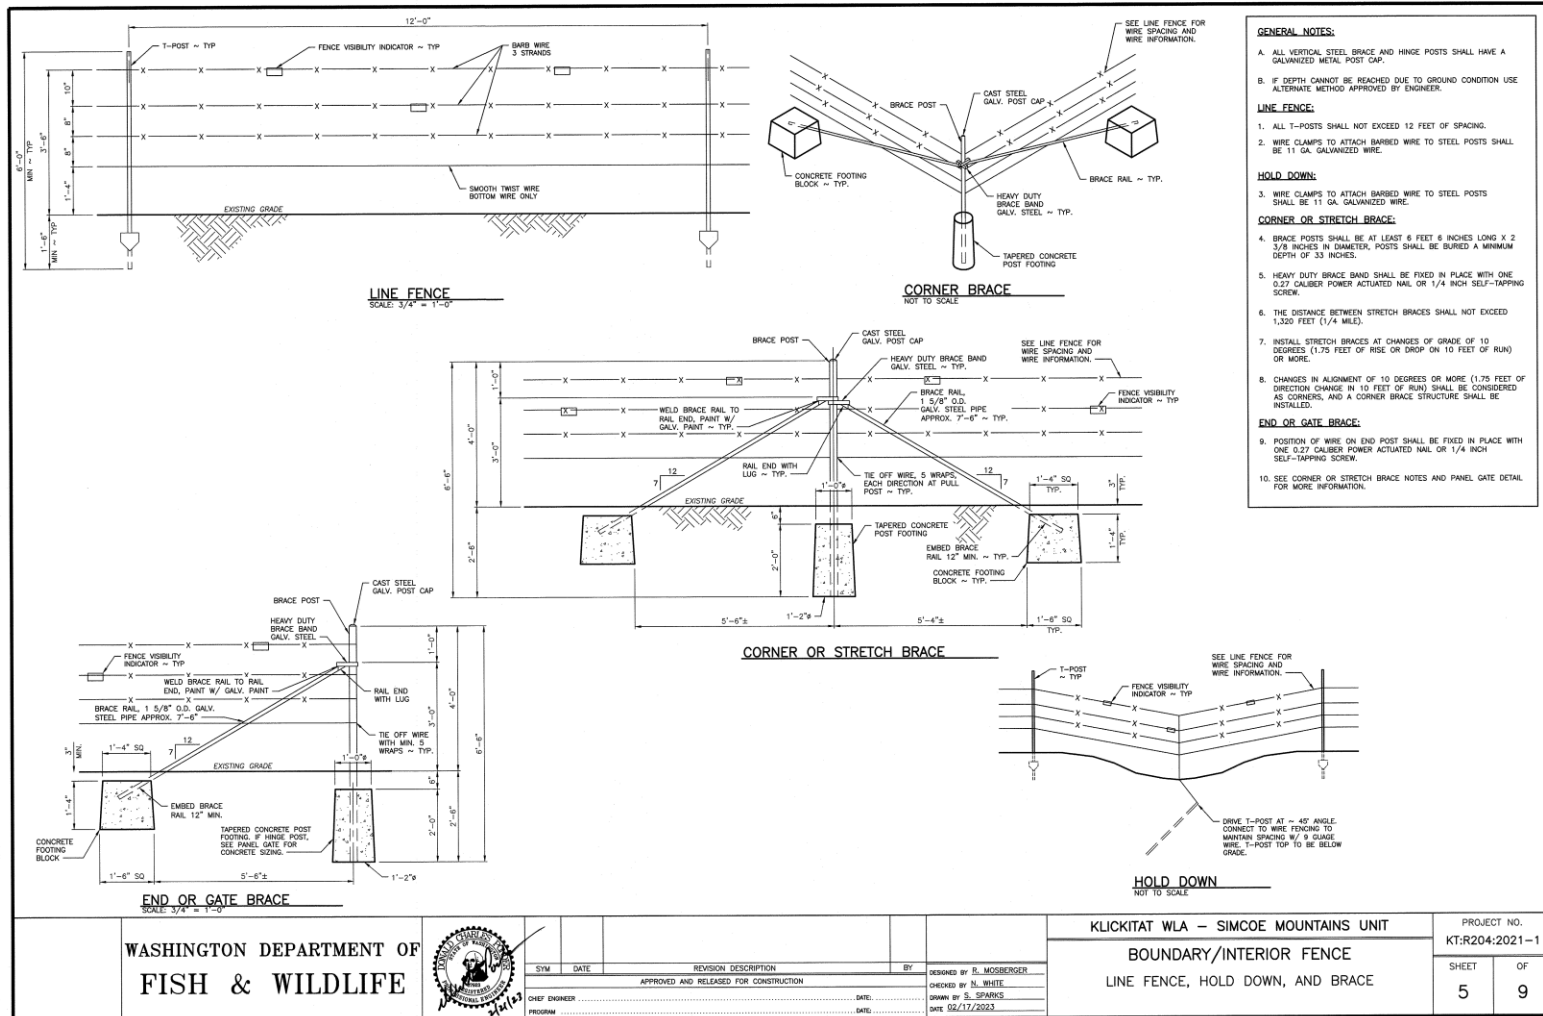 12'-0"
T-POST ~ TYP
FENCE VISIBILITY INDICATOR ~ TYP
BARB WIRE
3 STRANDS
6'-0"
MIN ~ TYP
3'-6"
10"
8"
8"
1'-4"
1'-6"
MIN ~ TYP
SMOOTH TWIST WIRE
BOTTOM WIRE ONLY
EXISTING GRADE
LINE FENCE
SCALE: 3/4" = 1'-0"
SEE LINE FENCE FOR
WIRE SPACING AND
WIRE INFORMATION.
CAST STEEL
GALV. POST CAP
BRACE POST
CONCRETE FOOTING
BLOCK ~ TYP.
BRACE RAIL ~ TYP.
HEAVY DUTY
BRACE BAND
GALV. STEEL ~ TYP.
TAPERED CONCRETE
POST FOOTING
CORNER BRACE
NOT TO SCALE
GENERAL NOTES:
A. ALL VERTICAL STEEL BRACE AND HINGE POSTS SHALL HAVE A
GALVANIZED METAL POST CAP.
B. IF DEPTH CANNOT BE REACHED DUE TO GROUND CONDITION USE
ALTERNATE METHOD APPROVED BY ENGINEER.
LINE FENCE:
1. ALL T-POSTS SHALL NOT EXCEED 12 FEET OF SPACING.
2. WIRE CLAMPS TO ATTACH BARBED WIRE TO STEEL POSTS SHALL
BE 11 GA. GALVANIZED WIRE.
HOLD DOWN:
3. WIRE CLAMPS TO ATTACH BARBED WIRE TO STEEL POSTS
SHALL BE 11 GA. GALVANIZED WIRE.
CORNER OR STRETCH BRACE:
4. BRACE POSTS SHALL BE AT LEAST 6 FEET 6 INCHES LONG X 2
3/8 INCHES IN DIAMETER, POSTS SHALL BE BURIED A MINIMUM
DEPTH OF 33 INCHES.
5. HEAVY DUTY BRACE BAND SHALL BE FIXED IN PLACE WITH ONE
0.27 CALIBER POWER ACTUATED NAIL OR 1/4 INCH SELF-TAPPING
SCREW.
6. THE DISTANCE BETWEEN STRETCH BRACES SHALL NOT EXCEED
1,320 FEET (1/4 MILE).
7. INSTALL STRETCH BRACES AT CHANGES OF GRADE OF 10
DEGREES (1.75 FEET OF RISE OR DROP ON 10 FEET OF RUN)
OR MORE.
8. CHANGES IN ALIGNMENT OF 10 DEGREES OR MORE (1.75 FEET OF
DIRECTION CHANGE IN 10 FEET OF RUN) SHALL BE CONSIDERED
AS CORNERS, AND A CORNER BRACE STRUCTURE SHALL BE
INSTALLED.
END OR GATE BRACE:
9. POSITION OF WIRE ON END POST SHALL BE FIXED IN PLACE WITH
ONE 0.27 CALIBER POWER ACTUATED NAIL OR 1/4 INCH
SELF-TAPPING SCREW.
10. SEE CORNER OR STRETCH BRACE NOTES AND PANEL GATE DETAIL
FOR MORE INFORMATION.
BRACE POST
CAST STEEL
GALV. POST CAP
HEAVY DUTY BRACE BAND
GALV. STEEL ~ TYP.
SEE LINE FENCE FOR
WIRE SPACING AND
WIRE INFORMATION.
BRACE RAIL,
1 5/8" O.D.
GALV. STEEL PIPE
APPROX. 7'-6" ~ TYP.
FENCE VISIBILITY
INDICATOR ~ TYP
WELD BRACE RAIL TO
RAIL END, PAINT W/
GALV. PAINT ~ TYP.
RAIL END WITH
LUG ~ TYP.
TIE OFF WIRE, 5 WRAPS,
EACH DIRECTION AT PULL
POST ~ TYP.
6'-6"
4'-0"
2'-6"
1'-0"
3'-0"
12
7
12
7
1'-0"ø
EXISTING GRADE
1'-4" SQ
TYP.
3"
TYP.
6"
2'-0"
TAPERED CONCRETE
POST FOOTING
EMBED BRACE
RAIL 12" MIN. ~ TYP.
CONCRETE FOOTING
BLOCK ~ TYP.
1'-4"
TYP.
1'-2"ø
5'-6"±
5'-4"±
1'-6" SQ
TYP.
CORNER OR STRETCH BRACE
CAST STEEL
GALV. POST CAP
BRACE POST
HEAVY DUTY
BRACE BAND
GALV. STEEL
FENCE VISIBILITY
INDICATOR ~ TYP
WELD BRACE RAIL TO RAIL
END, PAINT W/ GALV. PAINT
BRACE RAIL, 1 5/8" O.D. GALV.
STEEL PIPE APPROX. 7'-6"
RAIL END
WITH LUG
TIE OFF WIRE
WITH MIN. 5
WRAPS ~ TYP.
1'-0"
3'-0"
4'-0"
6'-6"
3"
MIN.
1'-4" SQ
12
7
1'-0"ø
EXISTING GRADE
6"
2'-0"
2'-6"
1'-4"
EMBED BRACE
RAIL 12" MIN.
TAPERED CONCRETE POST
FOOTING. IF HINGE POST,
SEE PANEL GATE FOR
CONCRETE SIZING.
CONCRETE
FOOTING
BLOCK
1'-6" SQ
5'-6"±
1'-2"ø
END OR GATE BRACE
SCALE: 3/4" = 1'-0"
T-POST
~ TYP
FENCE VISIBILITY
INDICATOR ~ TYP
SEE LINE FENCE FOR
WIRE SPACING AND
WIRE INFORMATION.
DRIVE T-POST AT ~ 45° ANGLE.
CONNECT TO WIRE FENCING TO
MAINTAIN SPACING W/ 9 GUAGE
WIRE. T-POST TOP TO BE BELOW
GRADE.
HOLD DOWN
NOT TO SCALE
WASHINGTON DEPARTMENT OF
FISH & WILDLIFE
STATE OF WASHINGTON
REGISTERED
PROFESSIONAL ENGINEER
2/21/23
SYM DATE REVISION DESCRIPTION BY
APPROVED AND RELEASED FOR CONSTRUCTION
CHIEF ENGINEER DATE:
PROGRAM DATE:
DESIGNED BY R. MOSBERGER
CHECKED BY N. WHITE
DRAWN BY S. SPARKS
DATE 02/17/2023
KLICKITAT WLA - SIMCOE MOUNTAINS UNIT
BOUNDARY/INTERIOR FENCE
LINE FENCE, HOLD DOWN, AND BRACE
PROJECT NO.
KT:R204:2021-1
SHEET OF
5 9